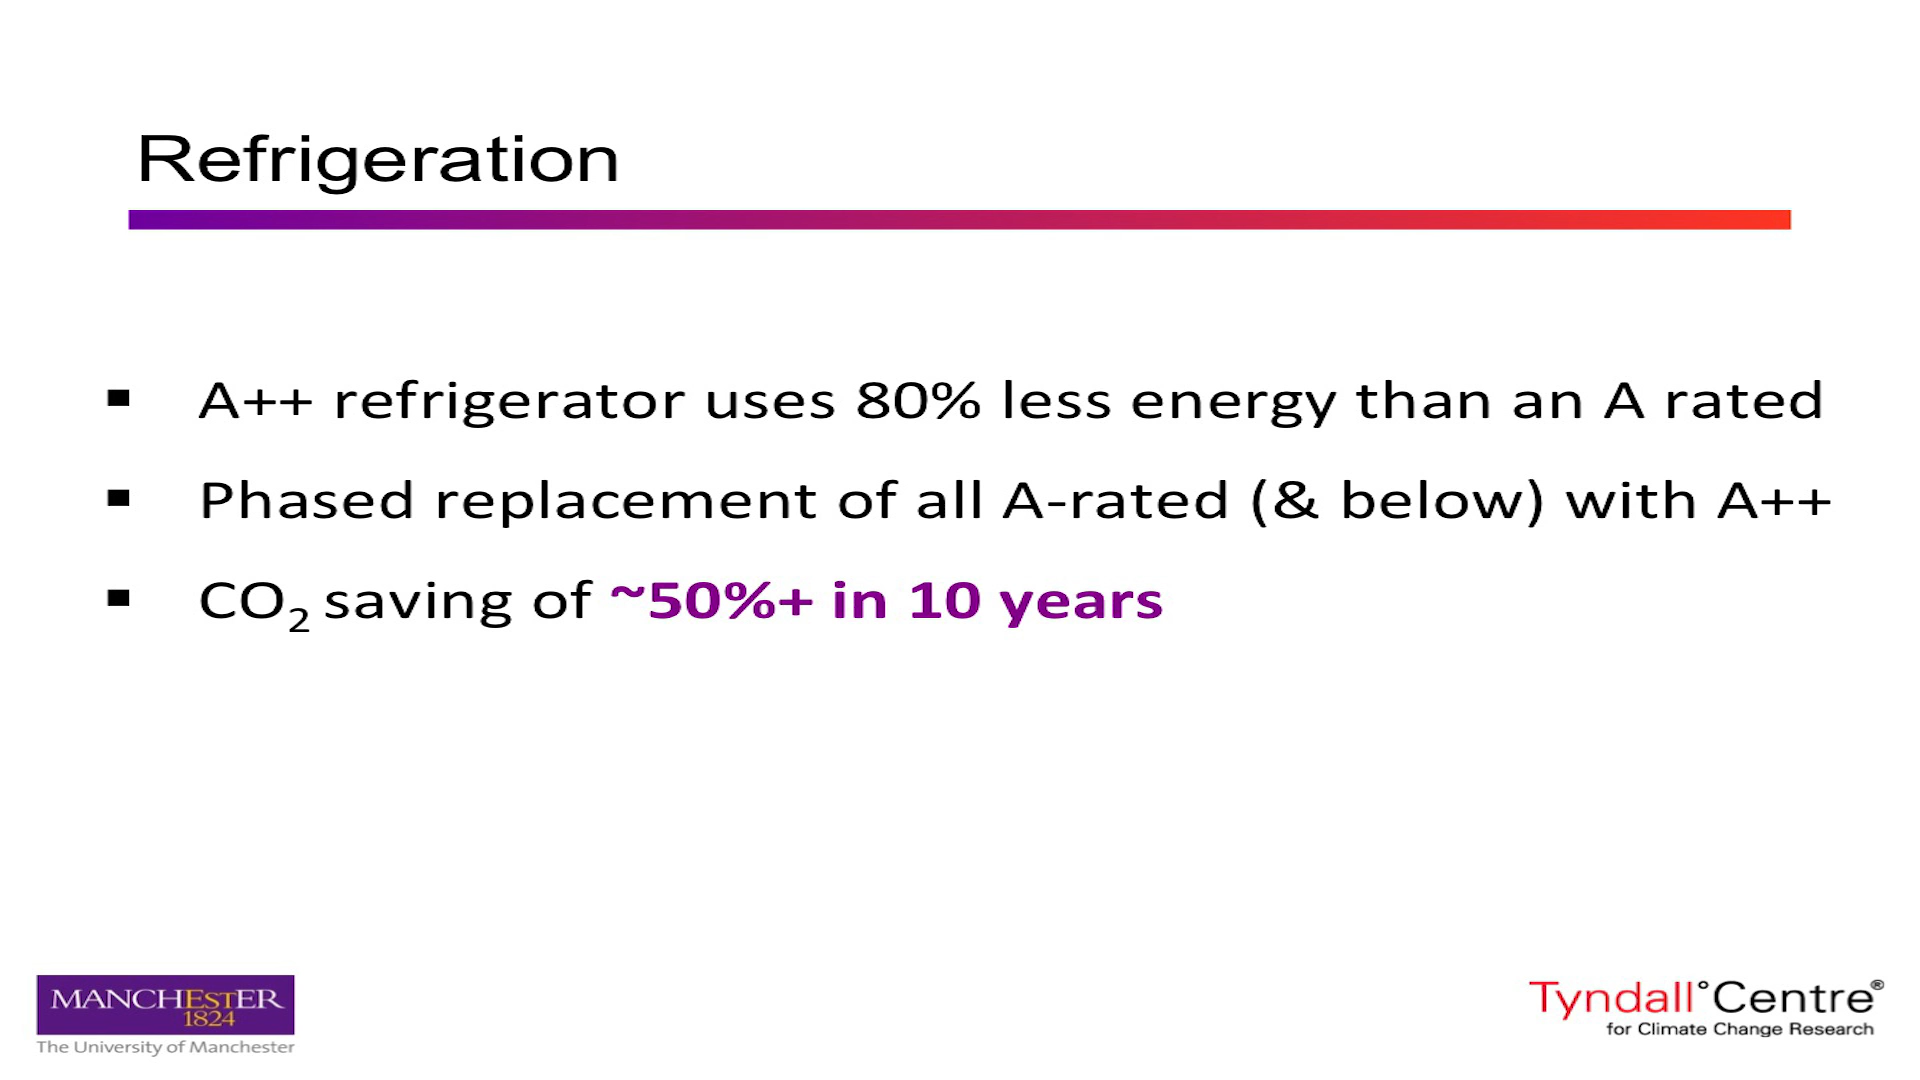 Refrigeration
▪ A++ refrigerator uses 80% less energy than an A rated
▪ Phased replacement of all A-rated (& below) with A++
▪ CO₂ saving of ~50%+ in 10 years
MANCHESTER
1824
The University of Manchester
Tyndall°Centre®
for Climate Change Research